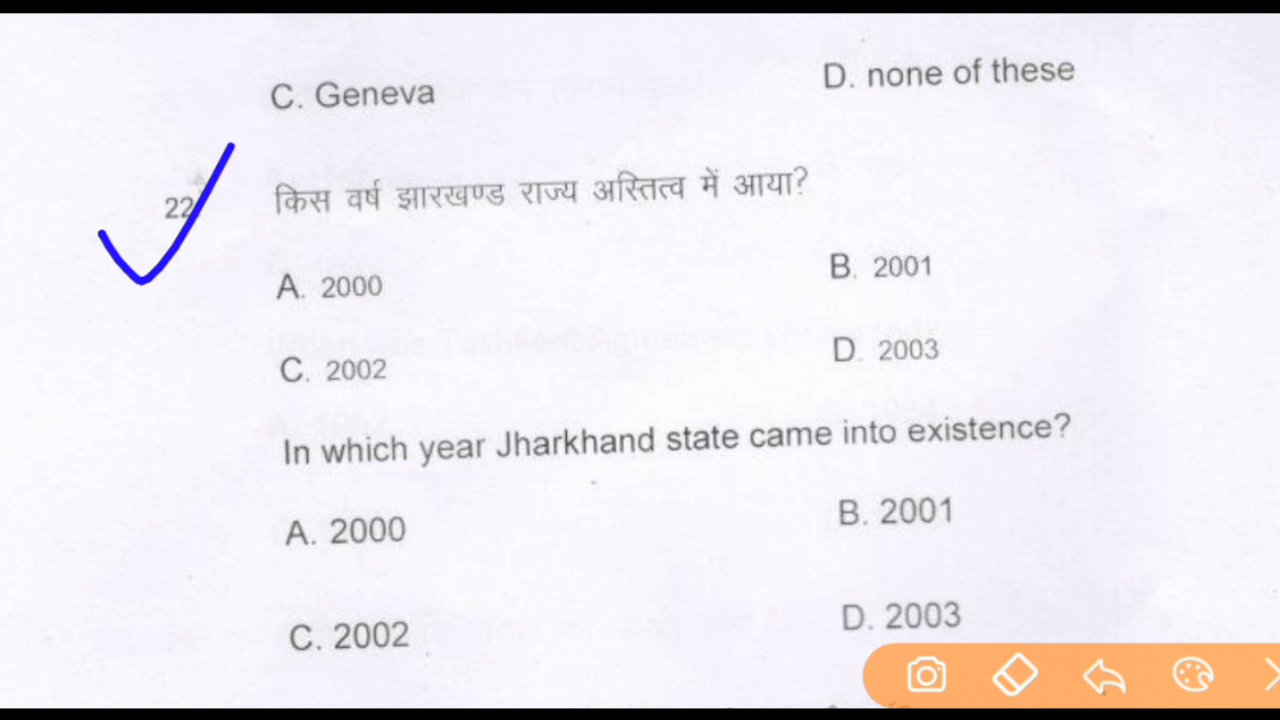 C. Geneva D. none of these
22. किस वर्ष झारखण्ड राज्य अस्तित्व में आया?
A. 2000 B. 2001
C. 2002 D. 2003
In which year Jharkhand state came into existence?
A. 2000 B. 2001
C. 2002 D. 2003